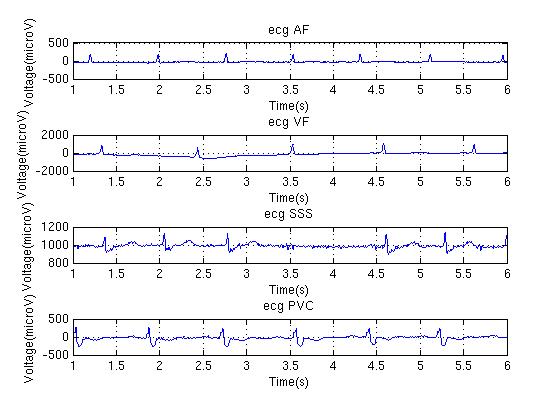 ecg AF
Voltage(microV)
500
0
-500
1 1.5 2 2.5 3 3.5 4 4.5 5 5.5 6
Time(s)
ecg VF
Voltage(microV)
2000
0
-2000
1 1.5 2 2.5 3 3.5 4 4.5 5 5.5 6
Time(s)
ecg SSS
Voltage(microV)
1200
1000
800
1 1.5 2 2.5 3 3.5 4 4.5 5 5.5 6
Time(s)
ecg PVC
Voltage(microV)
500
0
-500
1 1.5 2 2.5 3 3.5 4 4.5 5 5.5 6
Time(s)